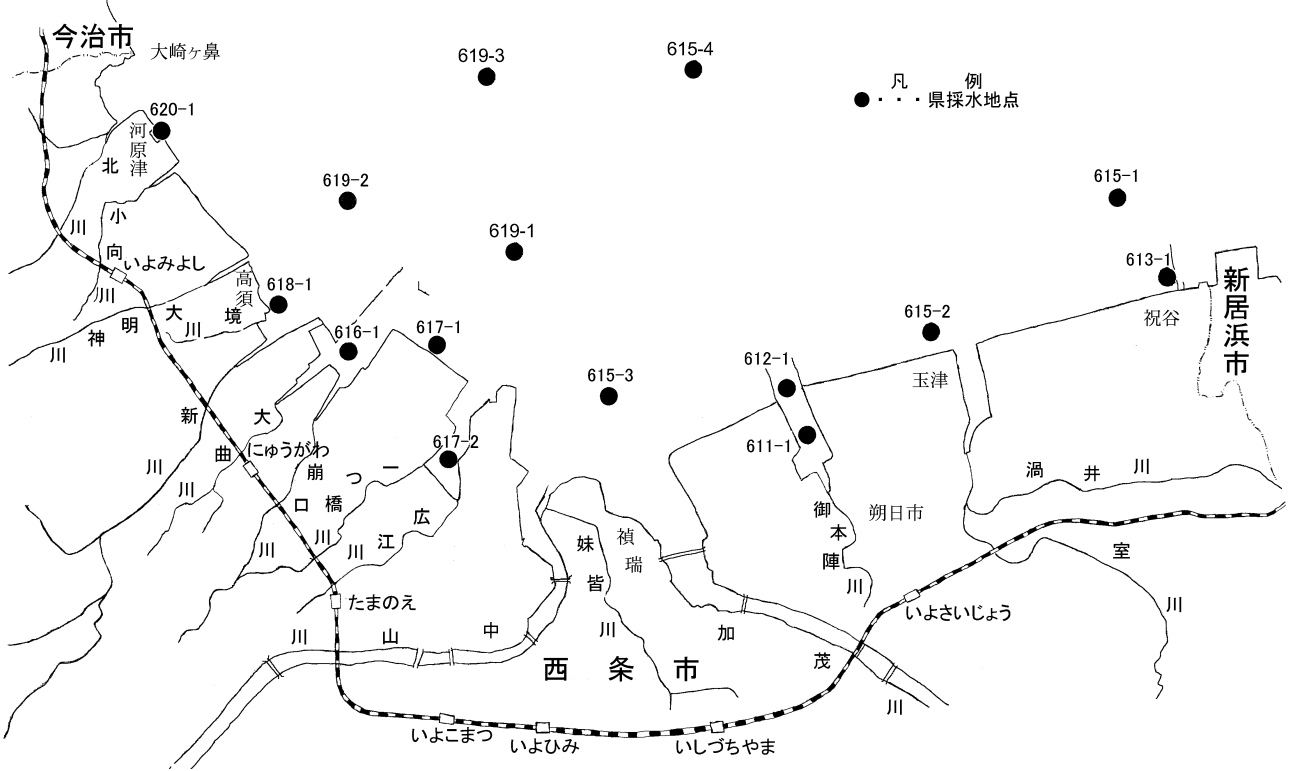 今治市
大崎ヶ鼻
619-3
615-4
凡 例
●・・・県採水地点
620-1
河原津
619-2
615-1
北川
小向川
619-1
613-1
新居浜市
いよみよし
高須
618-1
大明神川
境川
616-1
617-1
615-2
祝谷
612-1
玉津
615-3
新川
大曲川
にゅうがわ
617-2
611-1
崩口川
一つ橋川
広江川
渦井川
御本陣川
朔日市
禎瑞
妹皆川
室川
たまのえ
いよさいじょう
中山川
加茂川
西条市
いよこまつ
いよひみ
いしづちやま